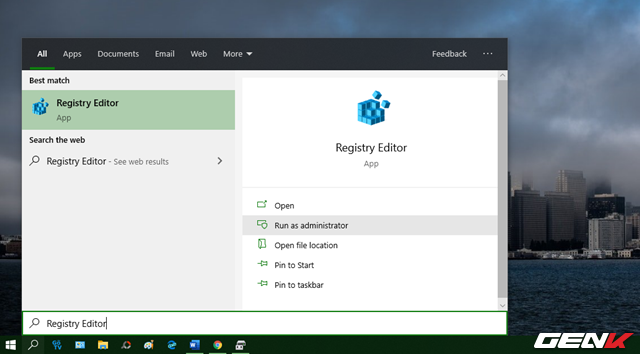 All Apps Documents Email Web More Feedback ...
Best match
Registry Editor
App
Search the web
Registry Editor - See web results
Registry Editor
App
Open
Run as administrator
Open file location
Pin to Start
Pin to taskbar
Registry Editor
GENK